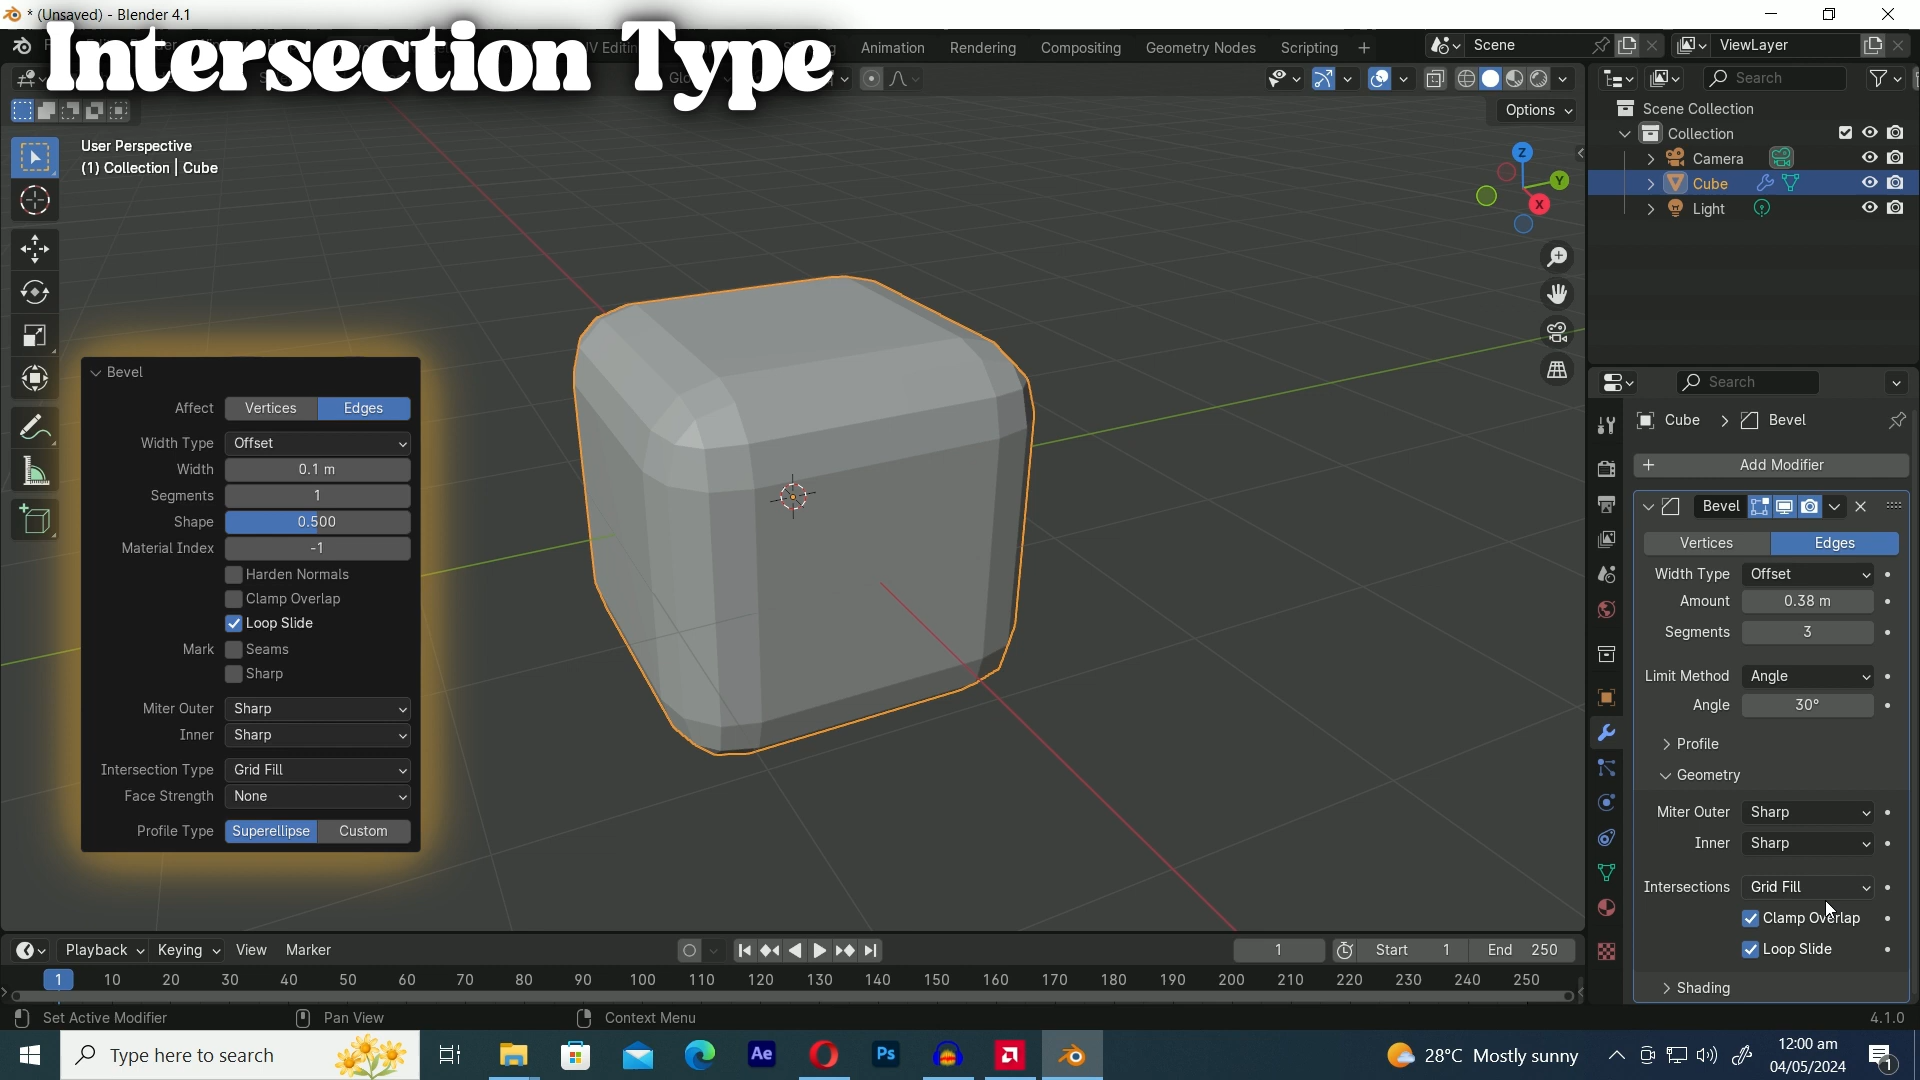 * (Unsaved) - Blender 4.1
Intersection Type
Animation Rendering Compositing Geometry Nodes Scripting +
Scene
ViewLayer
Search
Options
User Perspective
(1) Collection | Cube
Z
Y
X
Scene Collection
Collection
Camera
Cube
Light
Bevel
Affect Vertices Edges
Width Type Offset
Width 0.1 m
Segments 1
Shape 0.500
Material Index -1
Harden Normals
Clamp Overlap
Loop Slide
Mark Seams
Sharp
Miter Outer Sharp
Inner Sharp
Intersection Type Grid Fill
Face Strength None
Profile Type Superellipse Custom
Search
Cube > Bevel
+ Add Modifier
Bevel
Vertices Edges
Width Type Offset
Amount 0.38 m
Segments 3
Limit Method Angle
Angle 30°
Profile
Geometry
Miter Outer Sharp
Inner Sharp
Intersections Grid Fill
Clamp Overlap
Loop Slide
Shading
Playback Keying View Marker
1 Start 1 End 250
1 10 20 30 40 50 60 70 80 90 100 110 120 130 140 150 160 170 180 190 200 210 220 230 240 250
Set Active Modifier Pan View Context Menu 4.1.0
Type here to search
Ae
Ps
28°C Mostly sunny
12:00 am
04/05/2024
1